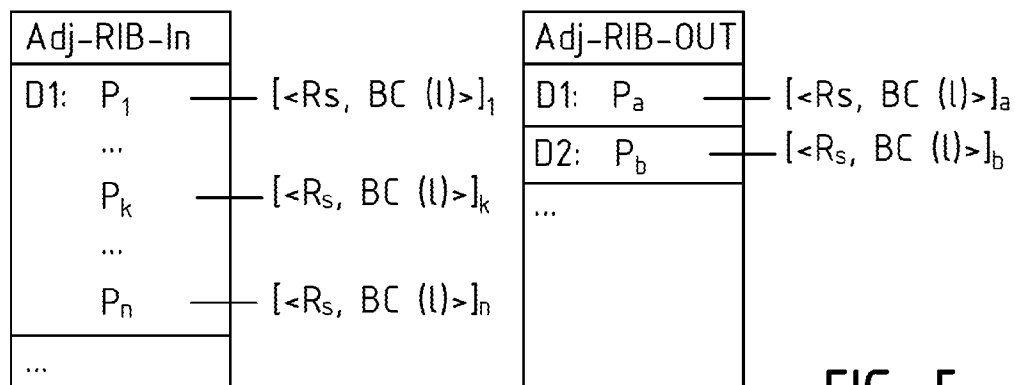 Adj-RIB-In
D1: P1 [<Rs, BC (l)>]1
...
Pk [<Rs, BC (l)>]k
...
Pn [<Rs, BC (l)>]n
...
Adj-RIB-OUT
D1: Pa [<Rs, BC (l)>]a
D2: Pb [<Rs, BC (l)>]b
...